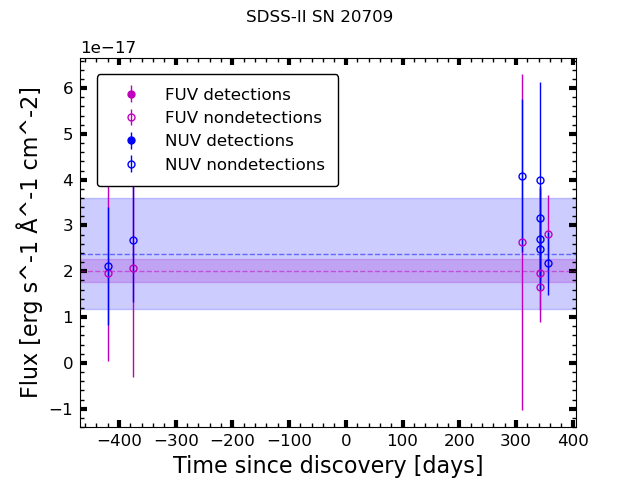 SDSS-II SN 20709
1e−17
FUV detections
FUV nondetections
NUV detections
NUV nondetections
6
5
4
3
2
1
0
−1
−400 −300 −200 −100 0 100 200 300 400
Time since discovery [days]
Flux [erg s^-1 Å^-1 cm^-2]